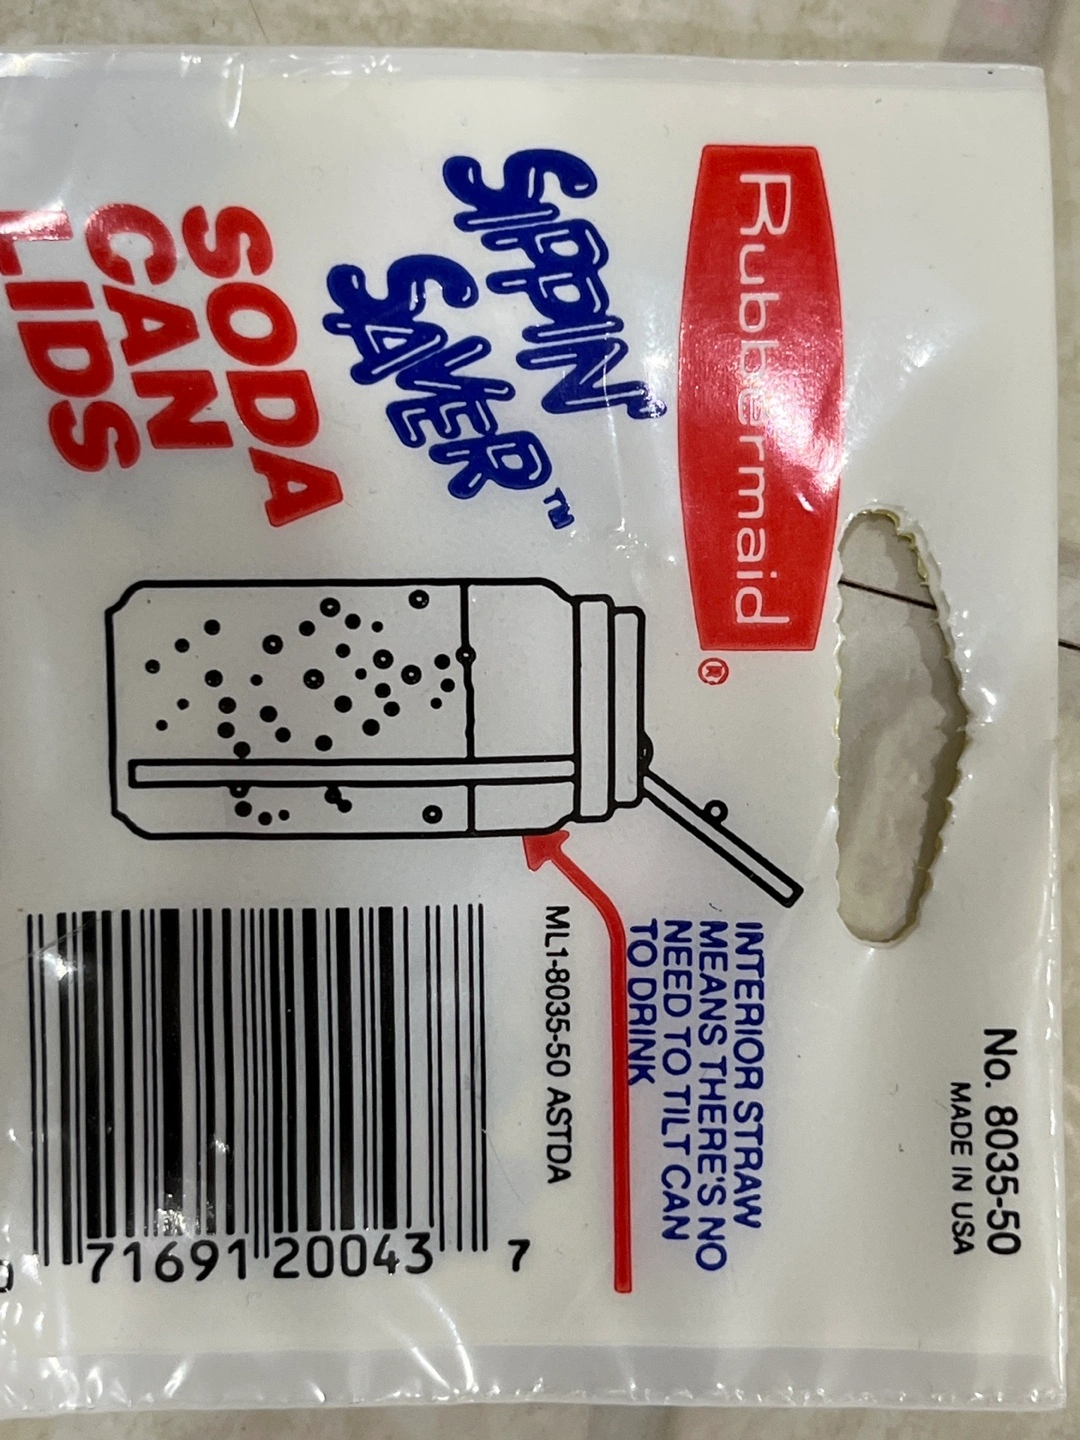 No. 8035-50
MADE IN USA
Rubbermaid®
SIPPIN'
SAVER™
SODA
CAN
LIDS
INTERIOR STRAW
MEANS THERE'S NO
NEED TO TILT CAN
TO DRINK
ML1-8035-50 ASTDA
0 71691 20043 7